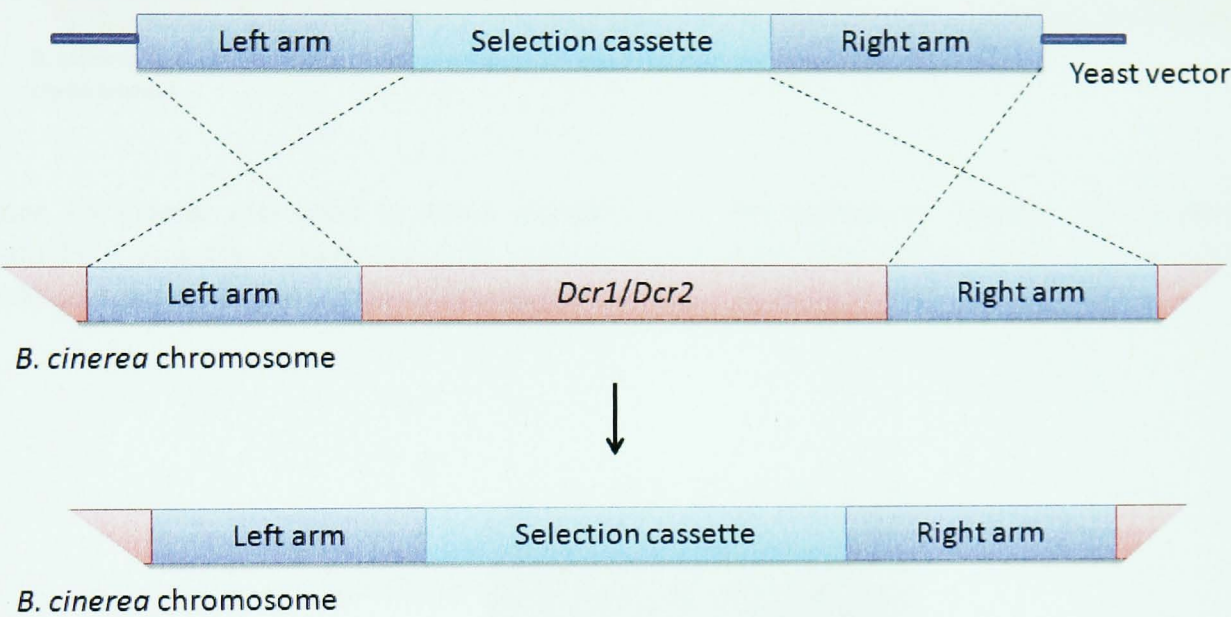 Left arm Selection cassette Right arm
Yeast vector
Left arm Dcr1/Dcr2 Right arm
B. cinerea chromosome
Left arm Selection cassette Right arm
B. cinerea chromosome